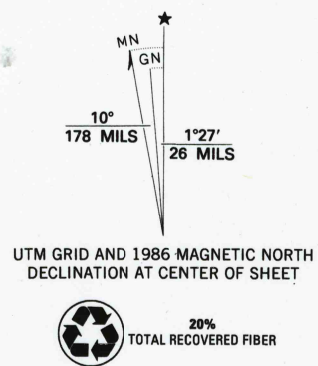 MN
GN
10°
178 MILS
1°27′
26 MILS
UTM GRID AND 1986 MAGNETIC NORTH
DECLINATION AT CENTER OF SHEET
20%
TOTAL RECOVERED FIBER